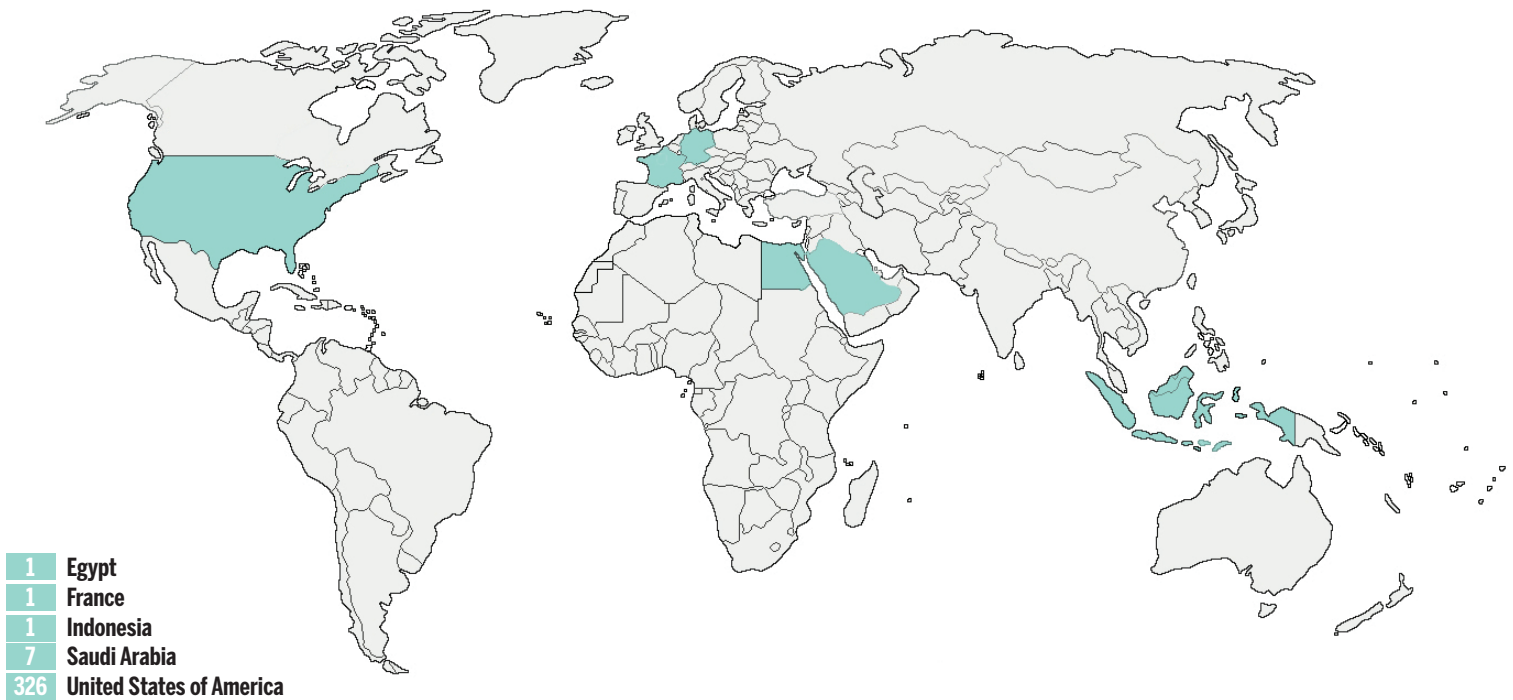 1 Egypt
1 France
1 Indonesia
7 Saudi Arabia
326 United States of America